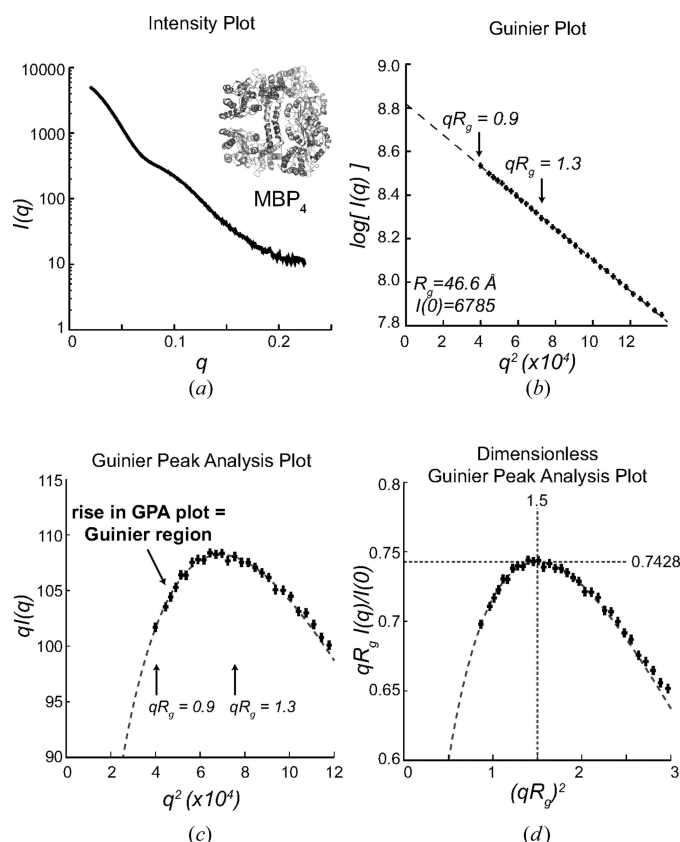 Intensity Plot
10000
1000
100
10
1
I(q)
MBP4
0
0.1
0.2
q
(a)
Guinier Plot
9.0
8.8
8.6
8.4
8.2
8.0
7.8
log[ I(q) ]
qRg = 0.9
qRg = 1.3
Rg=46.6 Å
I(0)=6785
0
4
8
12
q2 (x104)
(b)
Guinier Peak Analysis Plot
115
110
105
100
95
90
qI(q)
rise in GPA plot =
Guinier region
qRg = 0.9
qRg = 1.3
0
2
4
6
8
10
12
q2 (x104)
(c)
Dimensionless
Guinier Peak Analysis Plot
1.5
0.8
0.75
0.7
0.65
0.6
0.7428
qRg I(q)/I(0)
0
1
2
3
(qRg)2
(d)